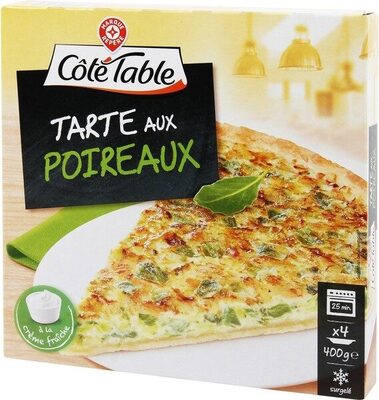 MARQUE
REPÈRE
Côté Table
TARTE AUX
POIREAUX
à la
crème fraîche
25 min
x4
400g e
surgelé